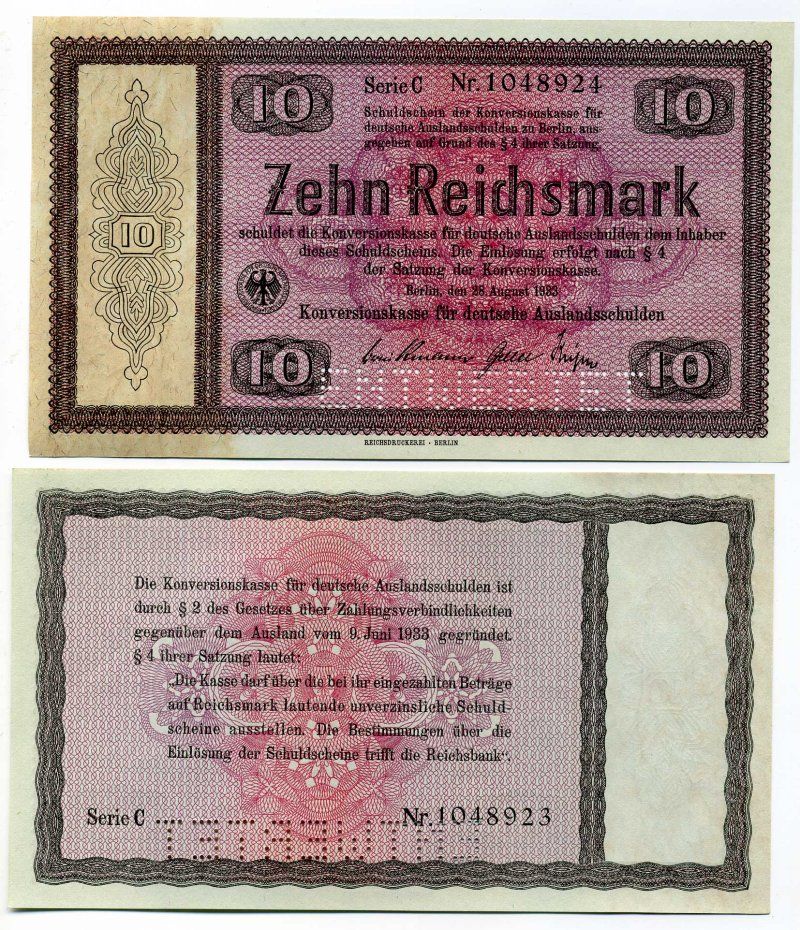 Serie C Nr. 1048924
10 10
Schuldschein der Konversionskasse für
deutsche Auslandsschulden zu Berlin, aus-
gegeben auf Grund des § 4 ihrer Satzung.
Zehn Reichsmark
10
schuldet die Konversionskasse für deutsche Auslandsschulden dem Inhaber
dieses Schuldscheins. Die Einlösung erfolgt nach § 4
der Satzung der Konversionskasse.
Berlin, den 28. August 1933
Konversionskasse für deutsche Auslandsschulden
10 10
ENTWERTET
REICHSDRUCKEREI · BERLIN
Die Konversionskasse für deutsche Auslandsschulden ist
durch § 2 des Gesetzes über Zahlungsverbindlichkeiten
gegenüber dem Ausland vom 9. Juni 1933 gegründet.
§ 4 ihrer Satzung lautet:
„Die Kasse darf über die bei ihr eingezahlten Beträge
auf Reichsmark lautende unverzinsliche Schuld-
scheine ausstellen. Die Bestimmungen über die
Einlösung der Schuldscheine trifft die Reichsbank“.
Serie C Nr. 1048923
ENTWERTET